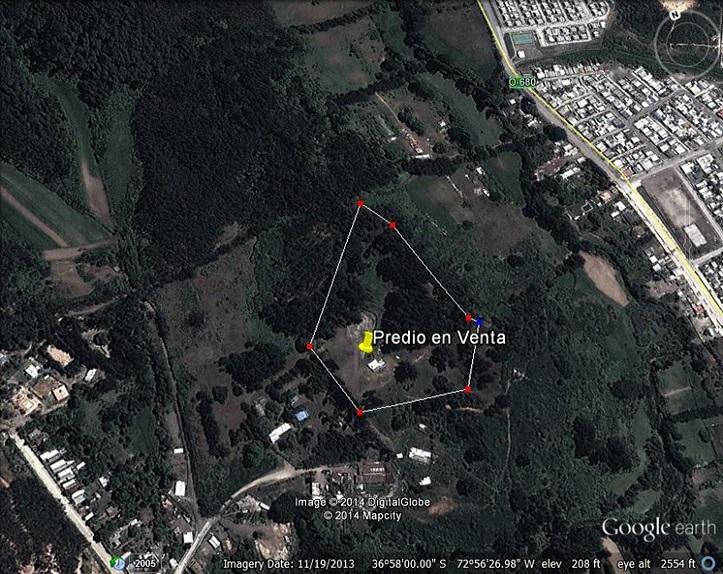 O-680
Predio en Venta
Image © 2014 DigitalGlobe
© 2014 Mapcity
Google earth
2005
Imagery Date: 11/19/2013 36°58'00.00" S 72°56'26.98" W elev 208 ft eye alt 2554 ft